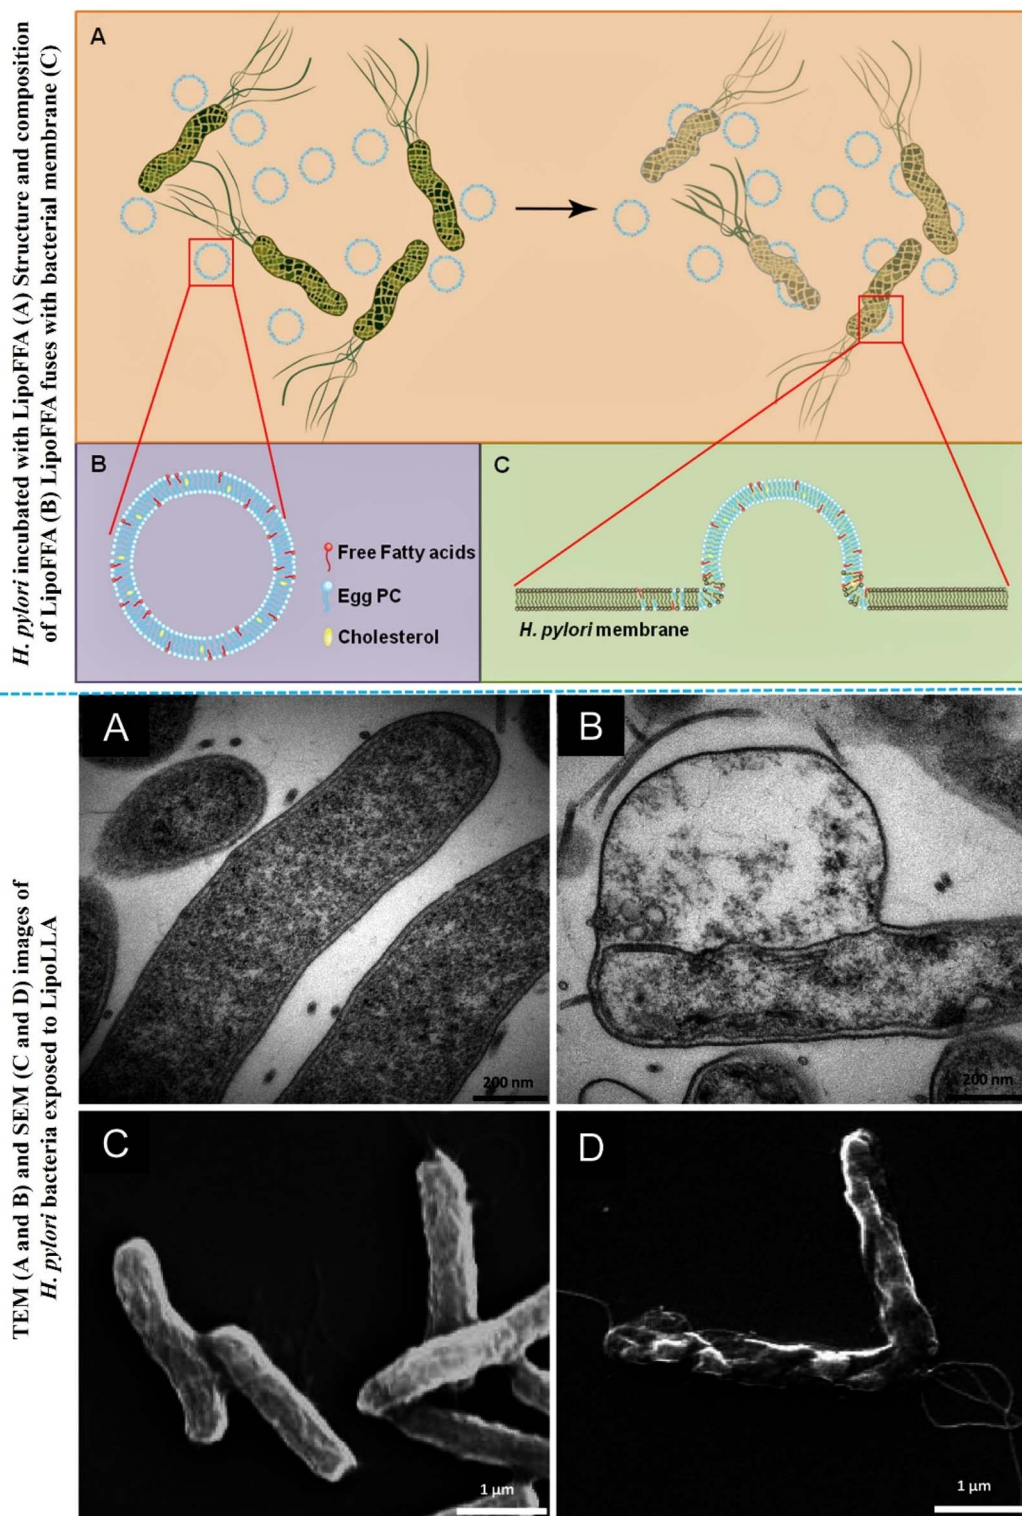 H. pylori incubated with LipoFFA (A) Structure and composition
of LipoFFA (B) LipoFFA fuses with bacterial membrane (C)
A
B
Free Fatty acids
Egg PC
Cholesterol
C
H. pylori membrane
TEM (A and B) and SEM (C and D) images of
H. pylori bacteria exposed to LipoLLA
A
200 nm
B
200 nm
C
1 µm
D
1 µm